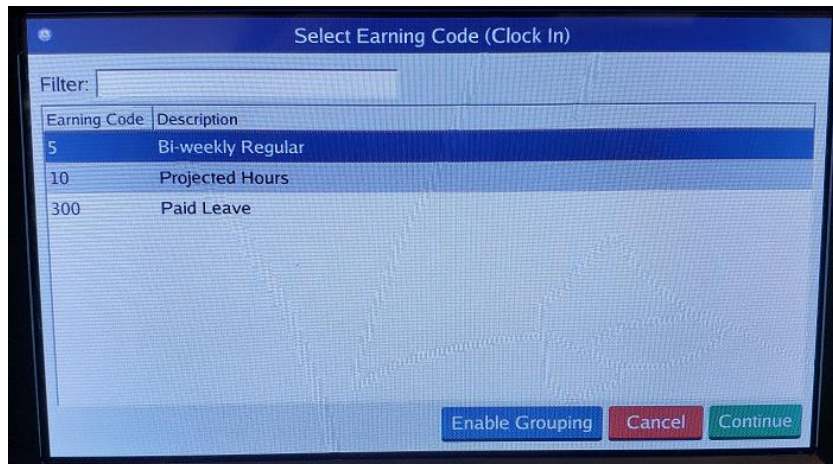 Select Earning Code (Clock In)
Filter:
Earning Code Description
5 Bi-weekly Regular
10 Projected Hours
300 Paid Leave
Enable Grouping Cancel Continue